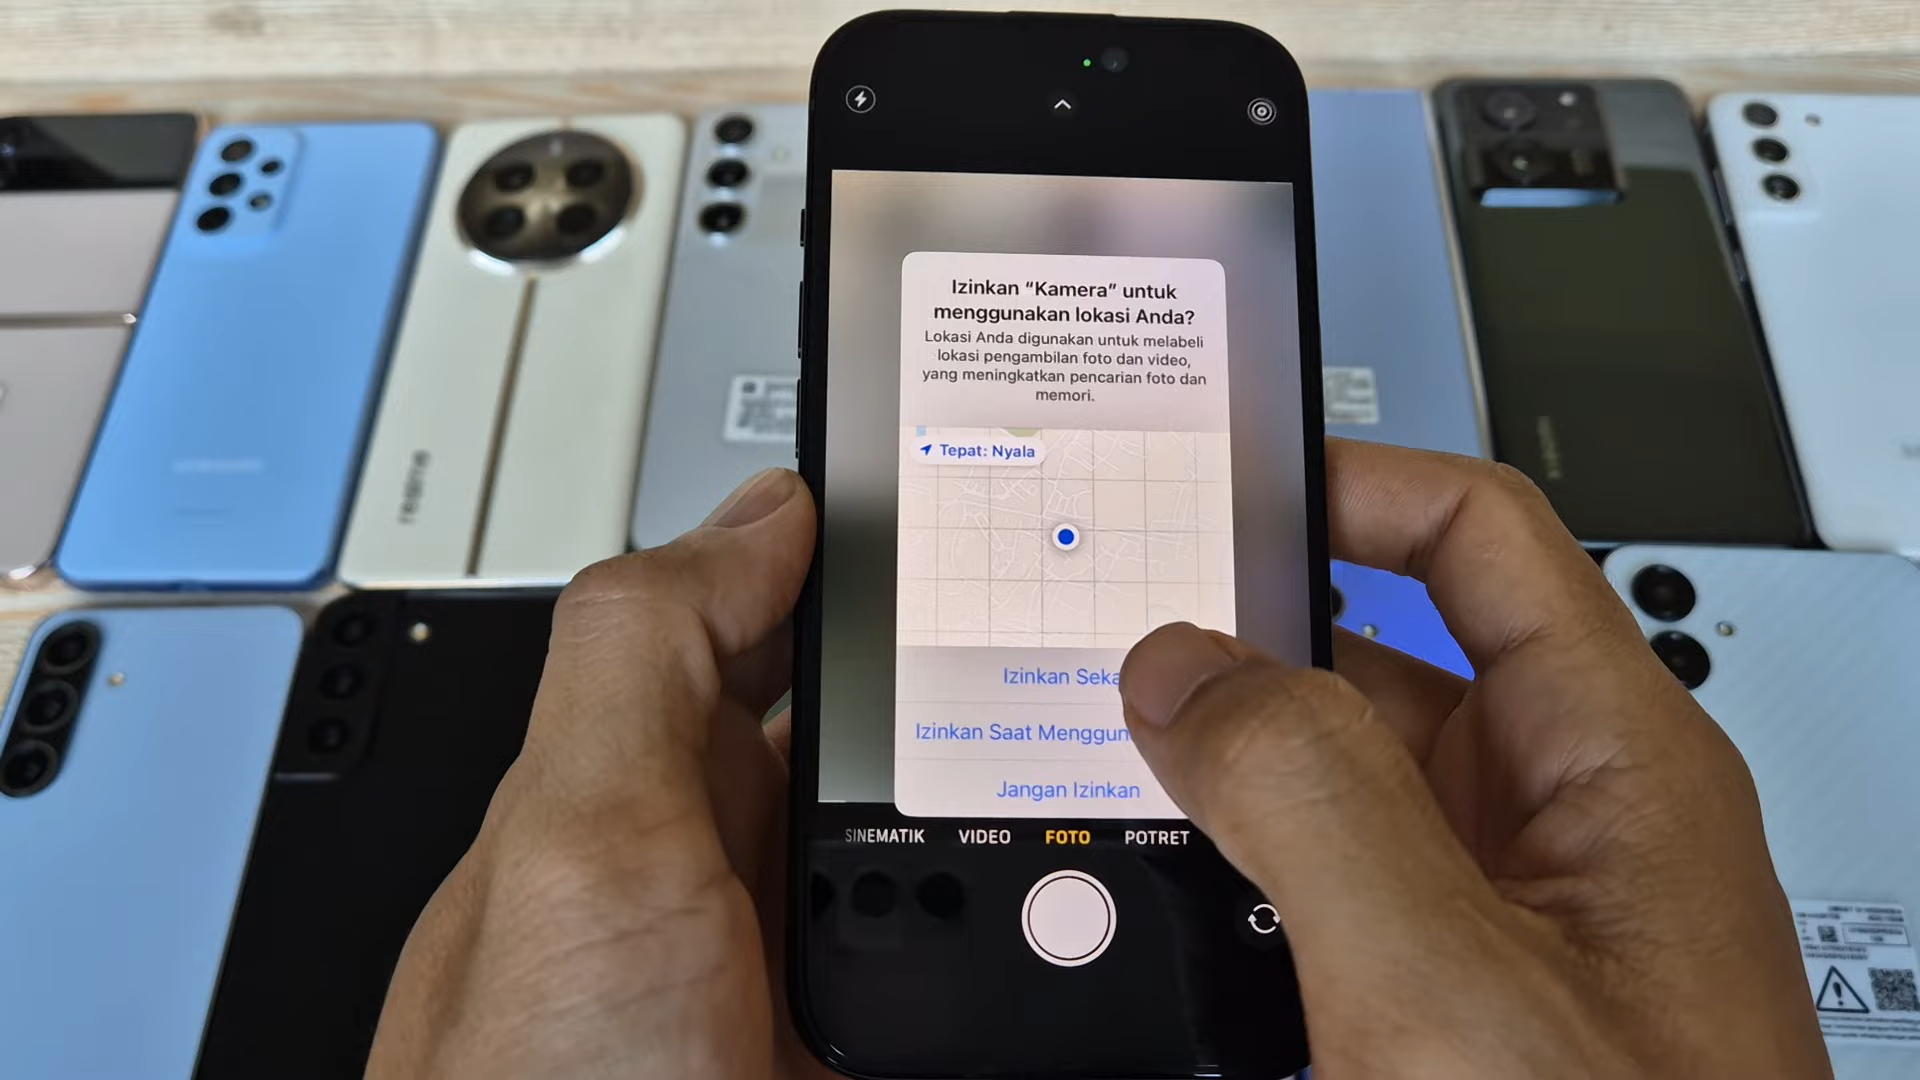 Izinkan “Kamera” untuk
menggunakan lokasi Anda?
Lokasi Anda digunakan untuk melabeli
lokasi pengambilan foto dan video,
yang meningkatkan pencarian foto dan
memori.
Tepat: Nyala
Izinkan Seka
Izinkan Saat Menggun
Jangan Izinkan
SINEMATIK VIDEO FOTO POTRET
realme
SAMSUNG